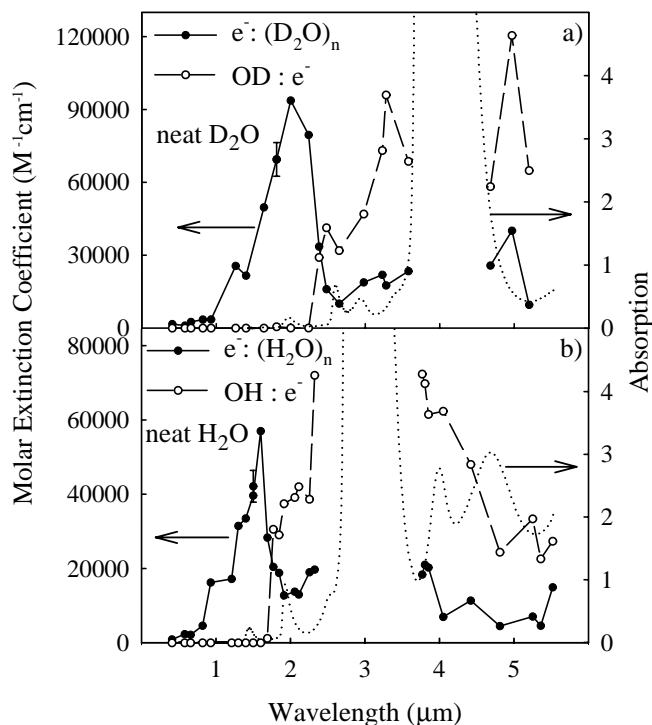 120000
90000
60000
30000
0
e⁻: (D₂O)ₙ
OD : e⁻
neat D₂O
a)
4
3
2
1
0
80000
60000
40000
20000
0
e⁻: (H₂O)ₙ
OH : e⁻
neat H₂O
b)
4
3
2
1
0
1 2 3 4 5
Wavelength (μm)
Molar Extinction Coefficient (M⁻¹cm⁻¹)
Absorption